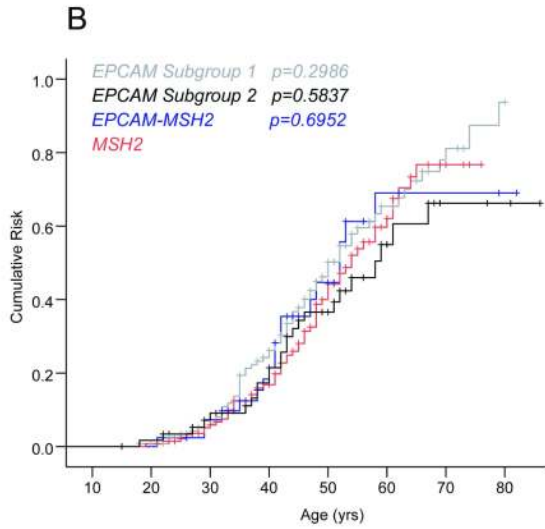 B
EPCAM Subgroup 1 p=0.2986
EPCAM Subgroup 2 p=0.5837
EPCAM-MSH2 p=0.6952
MSH2
1.0
0.8
0.6
0.4
0.2
0.0
Cumulative Risk
10 20 30 40 50 60 70 80
Age (yrs)